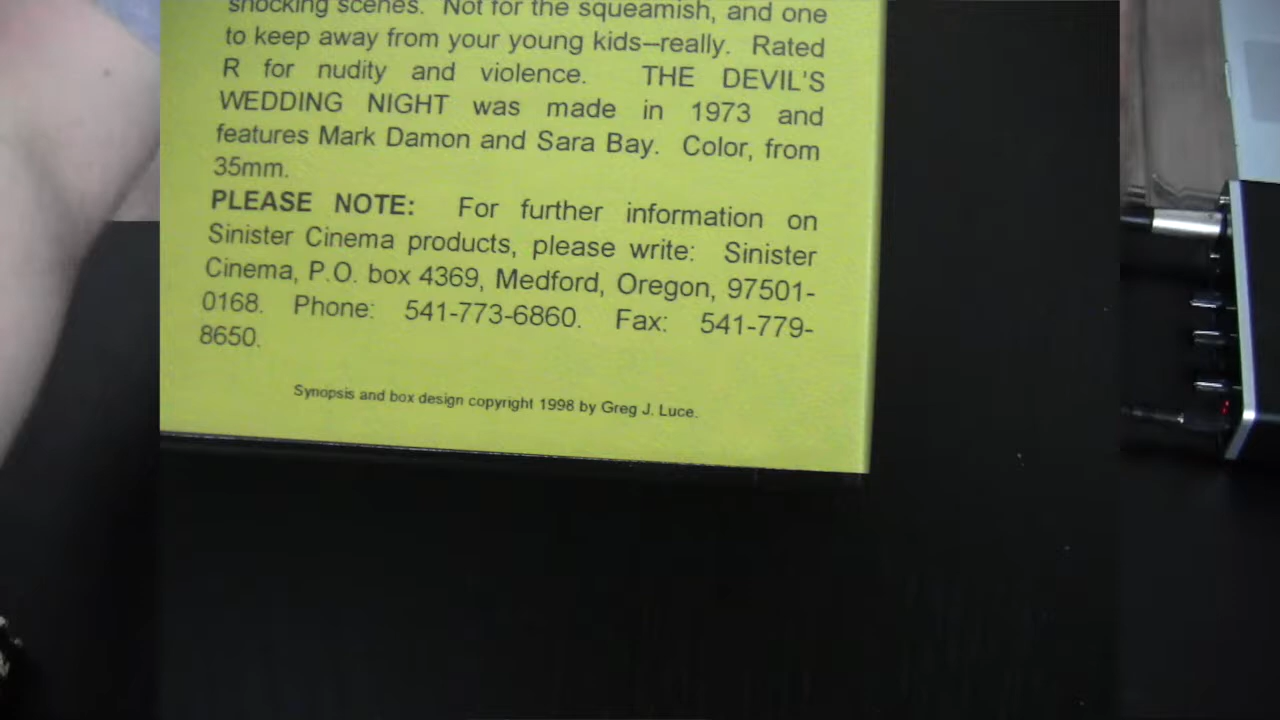 shocking scenes. Not for the squeamish, and one
to keep away from your young kids—really. Rated
R for nudity and violence. THE DEVIL'S
WEDDING NIGHT was made in 1973 and
features Mark Damon and Sara Bay. Color, from
35mm.
PLEASE NOTE: For further information on
Sinister Cinema products, please write: Sinister
Cinema, P.O. box 4369, Medford, Oregon, 97501-
0168. Phone: 541-773-6860. Fax: 541-779-
8650.
Synopsis and box design copyright 1998 by Greg J. Luce.